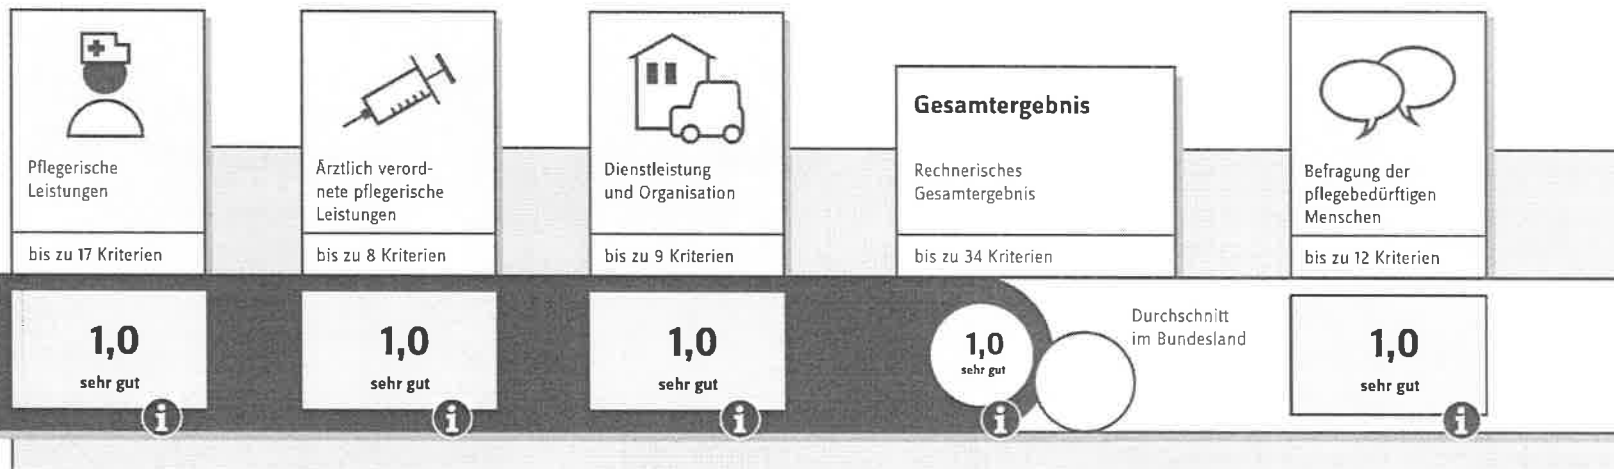 Pflegerische
Leistungen
bis zu 17 Kriterien
1,0
sehr gut
i
Ärztlich verord-
nete pflegerische
Leistungen
bis zu 8 Kriterien
1,0
sehr gut
i
Dienstleistung
und Organisation
bis zu 9 Kriterien
1,0
sehr gut
i
Gesamtergebnis
Rechnerisches
Gesamtergebnis
bis zu 34 Kriterien
1,0
sehr gut
i
Durchschnitt
im Bundesland
Befragung der
pflegebedürftigen
Menschen
bis zu 12 Kriterien
1,0
sehr gut
i